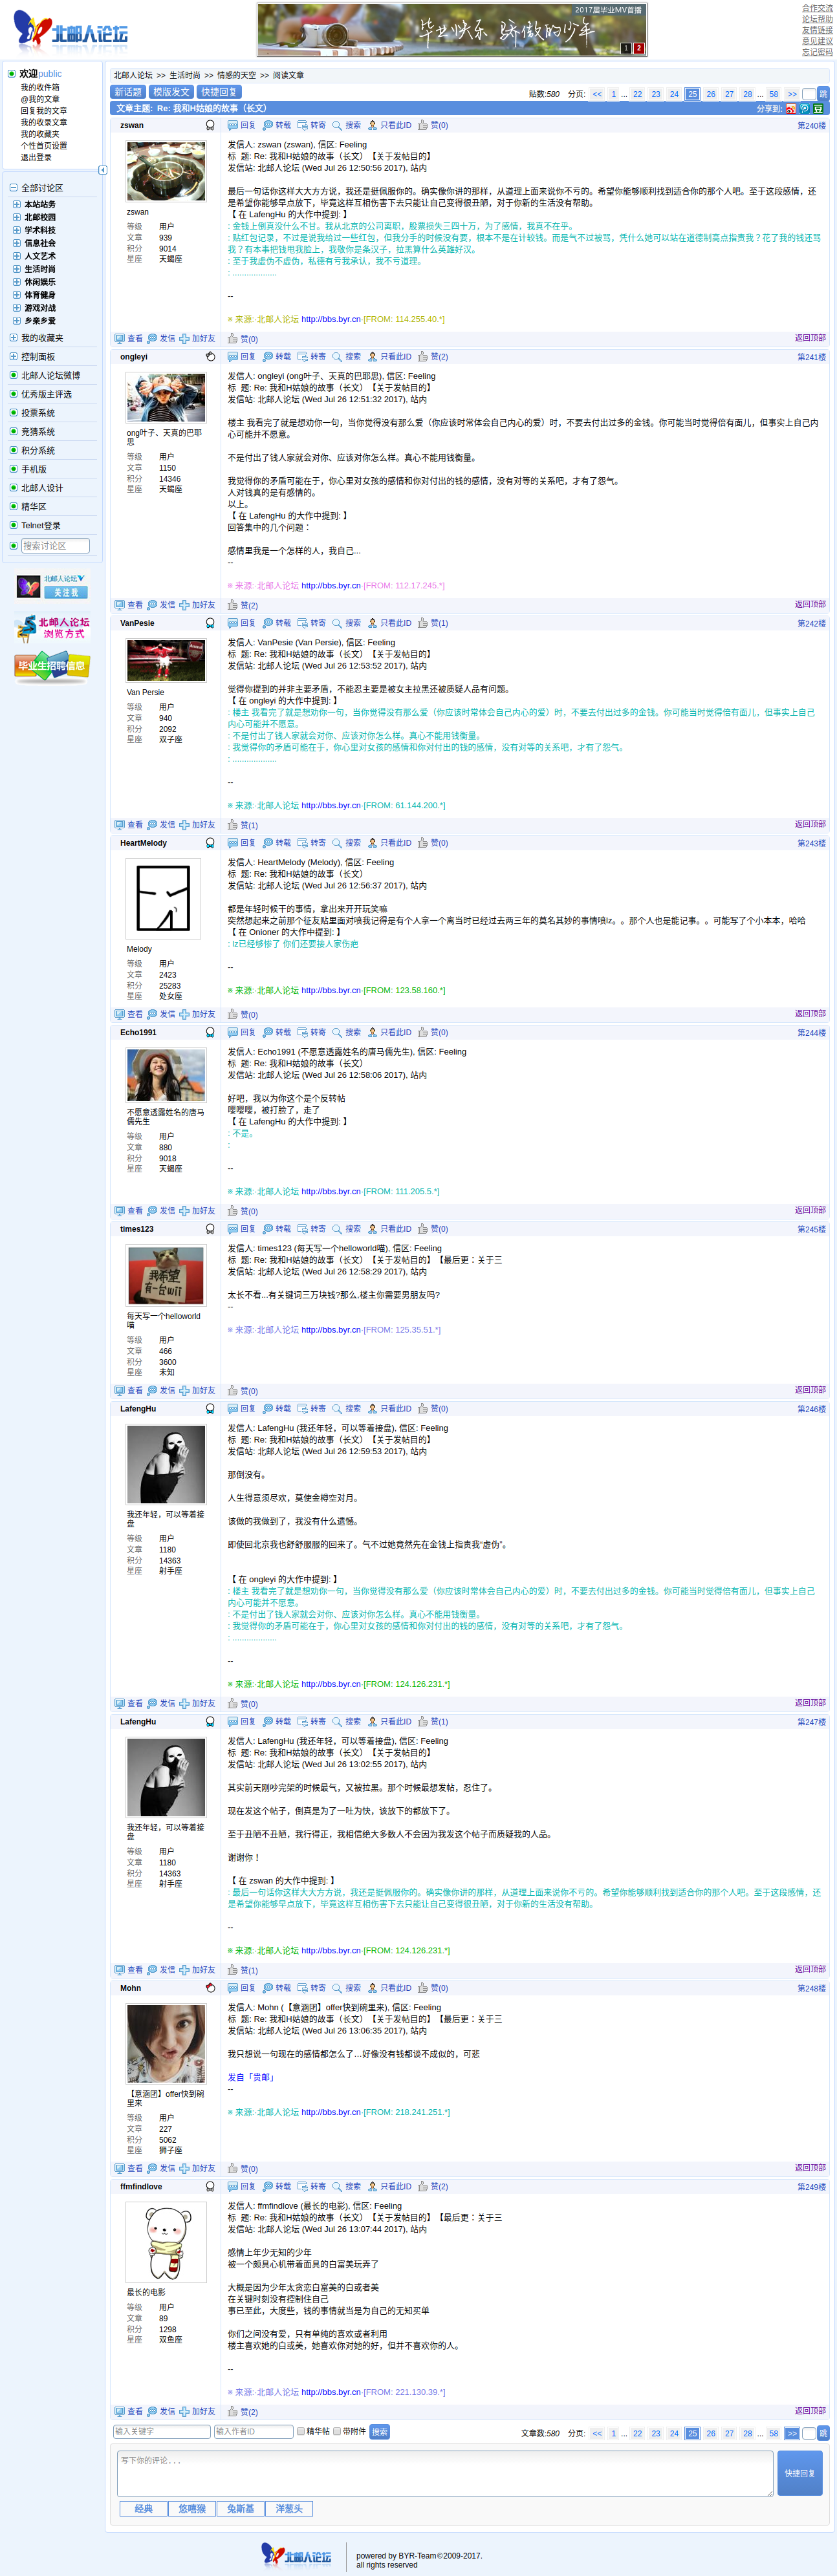 北邮人论坛
2017届毕业MV首播
毕业快乐 骄傲的少年
1 2
合作交流
论坛帮助
友情链接
意见建议
忘记密码
欢迎public
我的收件箱
@我的文章
回复我的文章
我的收录文章
我的收藏夹
个性首页设置
退出登录
全部讨论区
本站站务
北邮校园
学术科技
信息社会
人文艺术
生活时尚
休闲娱乐
体育健身
游戏对战
乡亲乡爱
我的收藏夹
控制面板
北邮人论坛微博
优秀版主评选
投票系统
竞猜系统
积分系统
手机版
北邮人设计
精华区
Telnet登录
搜索讨论区
北邮人论坛
关注我
北邮人论坛
浏览方式
毕业生招聘信息
北邮人论坛 >> 生活时尚 >> 情感的天空 >> 阅读文章
新话题 模版发文 快捷回复
贴数:580 分页: << 1 ... 22 23 24 25 26 27 28 ... 58 >> 跳
文章主题: Re: 我和H姑娘的故事（长文）
分享到:
zswan
回复 转载 转寄 搜索 只看此ID 赞(0)
第240楼
zswan
等级 用户
文章 939
积分 9014
星座 天蝎座
发信人: zswan (zswan), 信区: Feeling
标 题: Re: 我和H姑娘的故事（长文）【关于发帖目的】
发信站: 北邮人论坛 (Wed Jul 26 12:50:56 2017), 站内
最后一句话你这样大大方方说，我还是挺佩服你的。确实像你讲的那样，从道理上面来说你不亏的。希望你能够顺利找到适合你的那个人吧。至于这段感情，还是希望你能够早点放下，毕竟这样互相伤害下去只能让自己变得很丑陋，对于你新的生活没有帮助。
【 在 LafengHu 的大作中提到: 】
: 金钱上倒真没什么不甘。我从北京的公司离职，股票损失三四十万，为了感情，我真不在乎。
: 贴红包记录，不过是说我给过一些红包，但我分手的时候没有要，根本不是在计较钱。而是气不过被骂，凭什么她可以站在道德制高点指责我？花了我的钱还骂我？有本事把钱甩我脸上，我敬你是条汉子，拉黑算什么英雄好汉。
: 至于我虚伪不虚伪，私德有亏我承认，我不亏道理。
: ...................
--
※ 来源:·北邮人论坛 http://bbs.byr.cn·[FROM: 114.255.40.*]
查看 发信 加好友 赞(0) 返回顶部
ongleyi
回复 转载 转寄 搜索 只看此ID 赞(2)
第241楼
ong叶子、天真的巴耶思
等级 用户
文章 1150
积分 14346
星座 天蝎座
发信人: ongleyi (ong叶子、天真的巴耶思), 信区: Feeling
标 题: Re: 我和H姑娘的故事（长文）【关于发帖目的】
发信站: 北邮人论坛 (Wed Jul 26 12:51:32 2017), 站内
楼主 我看完了就是想劝你一句，当你觉得没有那么爱（你应该时常体会自己内心的爱）时，不要去付出过多的金钱。你可能当时觉得倍有面儿，但事实上自己内心可能并不愿意。
不是付出了钱人家就会对你、应该对你怎么样。真心不能用钱衡量。
我觉得你的矛盾可能在于，你心里对女孩的感情和你对付出的钱的感情，没有对等的关系吧，才有了怨气。
人对钱真的是有感情的。
以上。
【 在 LafengHu 的大作中提到: 】
回答集中的几个问题：
感情里我是一个怎样的人，我自己...
--
※ 来源:·北邮人论坛 http://bbs.byr.cn·[FROM: 112.17.245.*]
查看 发信 加好友 赞(2) 返回顶部
VanPesie
回复 转载 转寄 搜索 只看此ID 赞(1)
第242楼
Van Persie
等级 用户
文章 940
积分 2092
星座 双子座
发信人: VanPesie (Van Persie), 信区: Feeling
标 题: Re: 我和H姑娘的故事（长文）【关于发帖目的】
发信站: 北邮人论坛 (Wed Jul 26 12:53:52 2017), 站内
觉得你提到的并非主要矛盾，不能忍主要是被女主拉黑还被质疑人品有问题。
【 在 ongleyi 的大作中提到: 】
: 楼主 我看完了就是想劝你一句，当你觉得没有那么爱（你应该时常体会自己内心的爱）时，不要去付出过多的金钱。你可能当时觉得倍有面儿，但事实上自己内心可能并不愿意。
: 不是付出了钱人家就会对你、应该对你怎么样。真心不能用钱衡量。
: 我觉得你的矛盾可能在于，你心里对女孩的感情和你对付出的钱的感情，没有对等的关系吧，才有了怨气。
: ...................
--
※ 来源:·北邮人论坛 http://bbs.byr.cn·[FROM: 61.144.200.*]
查看 发信 加好友 赞(1) 返回顶部
HeartMelody
回复 转载 转寄 搜索 只看此ID 赞(0)
第243楼
Melody
等级 用户
文章 2423
积分 25283
星座 处女座
发信人: HeartMelody (Melody), 信区: Feeling
标 题: Re: 我和H姑娘的故事（长文）
发信站: 北邮人论坛 (Wed Jul 26 12:56:37 2017), 站内
都是年轻时候干的事情，拿出来开开玩笑嘛
突然想起来之前那个征友贴里面对喷我记得是有个人拿一个离当时已经过去两三年的莫名其妙的事情喷lz。。那个人也是能记事。。可能写了个小本本，哈哈
【 在 Onioner 的大作中提到: 】
: lz已经够惨了 你们还要接人家伤疤
--
※ 来源:·北邮人论坛 http://bbs.byr.cn·[FROM: 123.58.160.*]
查看 发信 加好友 赞(0) 返回顶部
Echo1991
回复 转载 转寄 搜索 只看此ID 赞(0)
第244楼
不愿意透露姓名的唐马儒先生
等级 用户
文章 880
积分 9018
星座 天蝎座
发信人: Echo1991 (不愿意透露姓名的唐马儒先生), 信区: Feeling
标 题: Re: 我和H姑娘的故事（长文）
发信站: 北邮人论坛 (Wed Jul 26 12:58:06 2017), 站内
好吧，我以为你这个是个反转帖
嘤嘤嘤，被打脸了，走了
【 在 LafengHu 的大作中提到: 】
: 不是。
:
--
※ 来源:·北邮人论坛 http://bbs.byr.cn·[FROM: 111.205.5.*]
查看 发信 加好友 赞(0) 返回顶部
times123
回复 转载 转寄 搜索 只看此ID 赞(0)
第245楼
我希望有一台wii
每天写一个helloworld喵
等级 用户
文章 466
积分 3600
星座 未知
发信人: times123 (每天写一个helloworld喵), 信区: Feeling
标 题: Re: 我和H姑娘的故事（长文）【关于发帖目的】【最后更：关于三
发信站: 北邮人论坛 (Wed Jul 26 12:58:29 2017), 站内
太长不看...有关键词三万块钱?那么,楼主你需要男朋友吗?
--
※ 来源:·北邮人论坛 http://bbs.byr.cn·[FROM: 125.35.51.*]
查看 发信 加好友 赞(0) 返回顶部
LafengHu
回复 转载 转寄 搜索 只看此ID 赞(0)
第246楼
我还年轻，可以等着接盘
等级 用户
文章 1180
积分 14363
星座 射手座
发信人: LafengHu (我还年轻，可以等着接盘), 信区: Feeling
标 题: Re: 我和H姑娘的故事（长文）【关于发帖目的】
发信站: 北邮人论坛 (Wed Jul 26 12:59:53 2017), 站内
那倒没有。
人生得意须尽欢，莫使金樽空对月。
该做的我做到了，我没有什么遗憾。
即使回北京我也舒舒服服的回来了。气不过她竟然先在金钱上指责我“虚伪”。
【 在 ongleyi 的大作中提到: 】
: 楼主 我看完了就是想劝你一句，当你觉得没有那么爱（你应该时常体会自己内心的爱）时，不要去付出过多的金钱。你可能当时觉得倍有面儿，但事实上自己内心可能并不愿意。
: 不是付出了钱人家就会对你、应该对你怎么样。真心不能用钱衡量。
: 我觉得你的矛盾可能在于，你心里对女孩的感情和你对付出的钱的感情，没有对等的关系吧，才有了怨气。
: ...................
--
※ 来源:·北邮人论坛 http://bbs.byr.cn·[FROM: 124.126.231.*]
查看 发信 加好友 赞(0) 返回顶部
LafengHu
回复 转载 转寄 搜索 只看此ID 赞(1)
第247楼
我还年轻，可以等着接盘
等级 用户
文章 1180
积分 14363
星座 射手座
发信人: LafengHu (我还年轻，可以等着接盘), 信区: Feeling
标 题: Re: 我和H姑娘的故事（长文）【关于发帖目的】
发信站: 北邮人论坛 (Wed Jul 26 13:02:55 2017), 站内
其实前天刚吵完架的时候最气，又被拉黑。那个时候最想发帖，忍住了。
现在发这个帖子，倒真是为了一吐为快，该放下的都放下了。
至于丑陋不丑陋，我行得正，我相信绝大多数人不会因为我发这个帖子而质疑我的人品。
谢谢你！
【 在 zswan 的大作中提到: 】
: 最后一句话你这样大大方方说，我还是挺佩服你的。确实像你讲的那样，从道理上面来说你不亏的。希望你能够顺利找到适合你的那个人吧。至于这段感情，还是希望你能够早点放下，毕竟这样互相伤害下去只能让自己变得很丑陋，对于你新的生活没有帮助。
--
※ 来源:·北邮人论坛 http://bbs.byr.cn·[FROM: 124.126.231.*]
查看 发信 加好友 赞(1) 返回顶部
Mohn
回复 转载 转寄 搜索 只看此ID 赞(0)
第248楼
【意涵团】offer快到碗里来
等级 用户
文章 227
积分 5062
星座 狮子座
发信人: Mohn (【意涵团】offer快到碗里来), 信区: Feeling
标 题: Re: 我和H姑娘的故事（长文）【关于发帖目的】【最后更：关于三
发信站: 北邮人论坛 (Wed Jul 26 13:06:35 2017), 站内
我只想说一句现在的感情都怎么了…好像没有钱都谈不成似的，可悲
发自「贵邮」
--
※ 来源:·北邮人论坛 http://bbs.byr.cn·[FROM: 218.241.251.*]
查看 发信 加好友 赞(0) 返回顶部
ffmfindlove
回复 转载 转寄 搜索 只看此ID 赞(2)
第249楼
最长的电影
等级 用户
文章 89
积分 1298
星座 双鱼座
发信人: ffmfindlove (最长的电影), 信区: Feeling
标 题: Re: 我和H姑娘的故事（长文）【关于发帖目的】【最后更：关于三
发信站: 北邮人论坛 (Wed Jul 26 13:07:44 2017), 站内
感情上年少无知的少年
被一个颇具心机带着面具的白富美玩弄了
大概是因为少年太贪恋白富美的白或者美
在关键时刻没有控制住自己
事已至此，大度些，钱的事情就当是为自己的无知买单
你们之间没有爱，只有单纯的喜欢或者利用
楼主喜欢她的白或美，她喜欢你对她的好，但并不喜欢你的人。
--
※ 来源:·北邮人论坛 http://bbs.byr.cn·[FROM: 221.130.39.*]
查看 发信 加好友 赞(2) 返回顶部
输入关键字 输入作者ID 精华帖 带附件 搜索
文章数:580 分页: << 1 ... 22 23 24 25 26 27 28 ... 58 >> 跳
写下你的评论...
快捷回复
经典 悠嘻猴 兔斯基 洋葱头
北邮人论坛
powered by BYR-Team©2009-2017.
all rights reserved